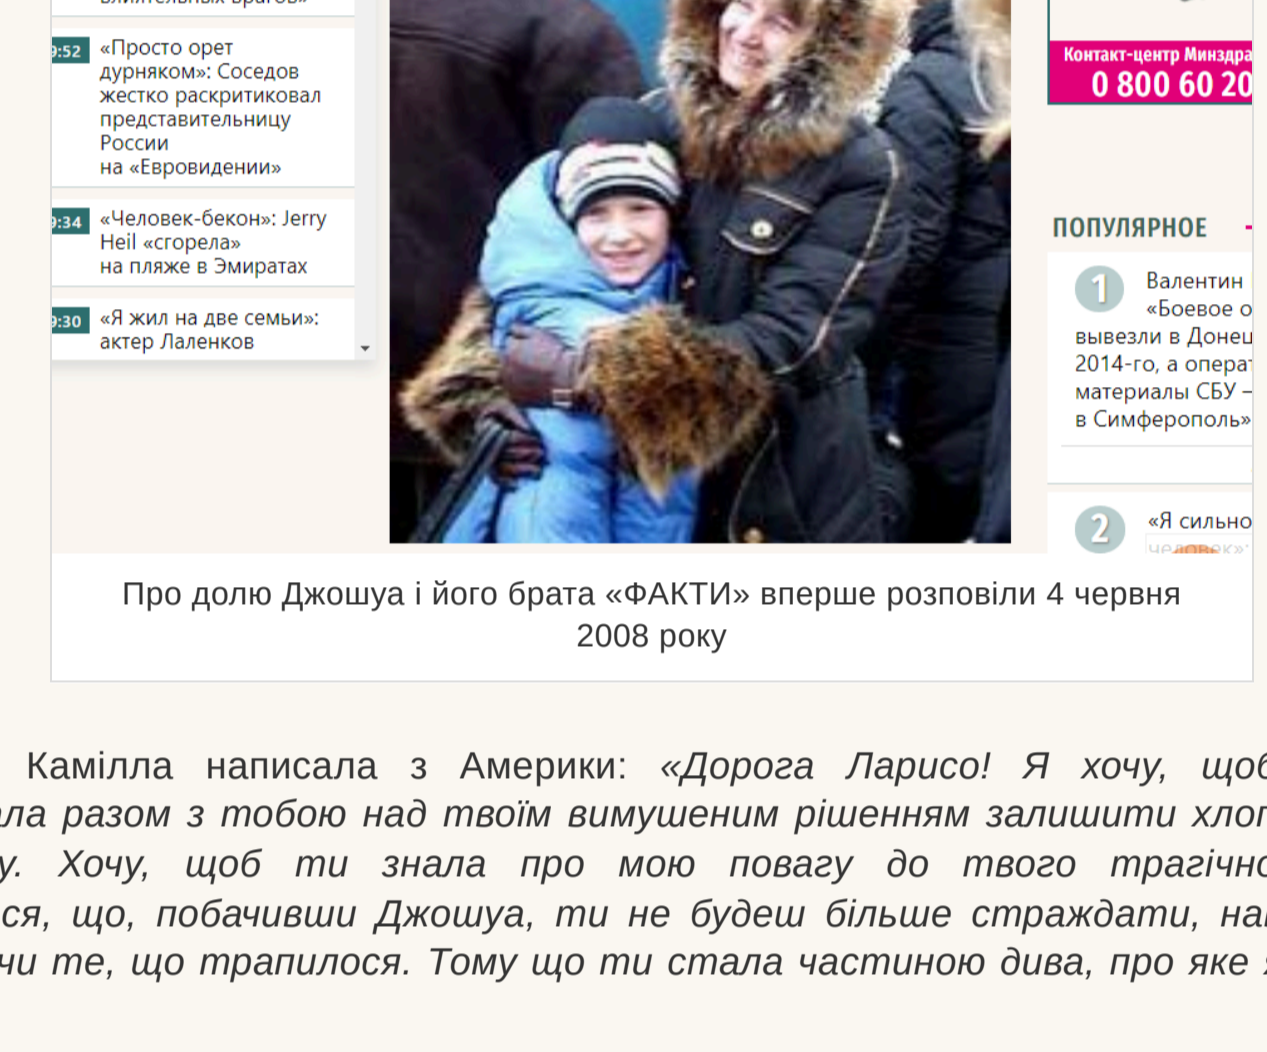 9:52
«Просто орет
дурняком»: Соседов
жестко раскритиковал
представительницу
России
на «Евровидении»
9:34
«Человек-бекон»: Jerry
Heil «сгорела»
на пляже в Эмиратах
9:30
«Я жил на две семьи»:
актер Лаленков
Контакт-центр Минздра
0 800 60 20
ПОПУЛЯРНОЕ
1
Валентин
«Боевое о
вывезли в Донец
2014-го, а операт
материалы СБУ –
в Симферополь»
2
«Я сильно
человек»:
Про долю Джошуа і його брата «ФАКТИ» вперше розповіли 4 червня
2008 року
Камілла написала з Америки: «Дорога Ларисо! Я хочу, щоб
ла разом з тобою над твоїм вимушеним рішенням залишити хлоп
у. Хочу, щоб ти знала про мою повагу до твого трагічно
ся, що, побачивши Джошуа, ти не будеш більше страждати, на
чи те, що трапилося. Тому що ти стала частиною дива, про яке